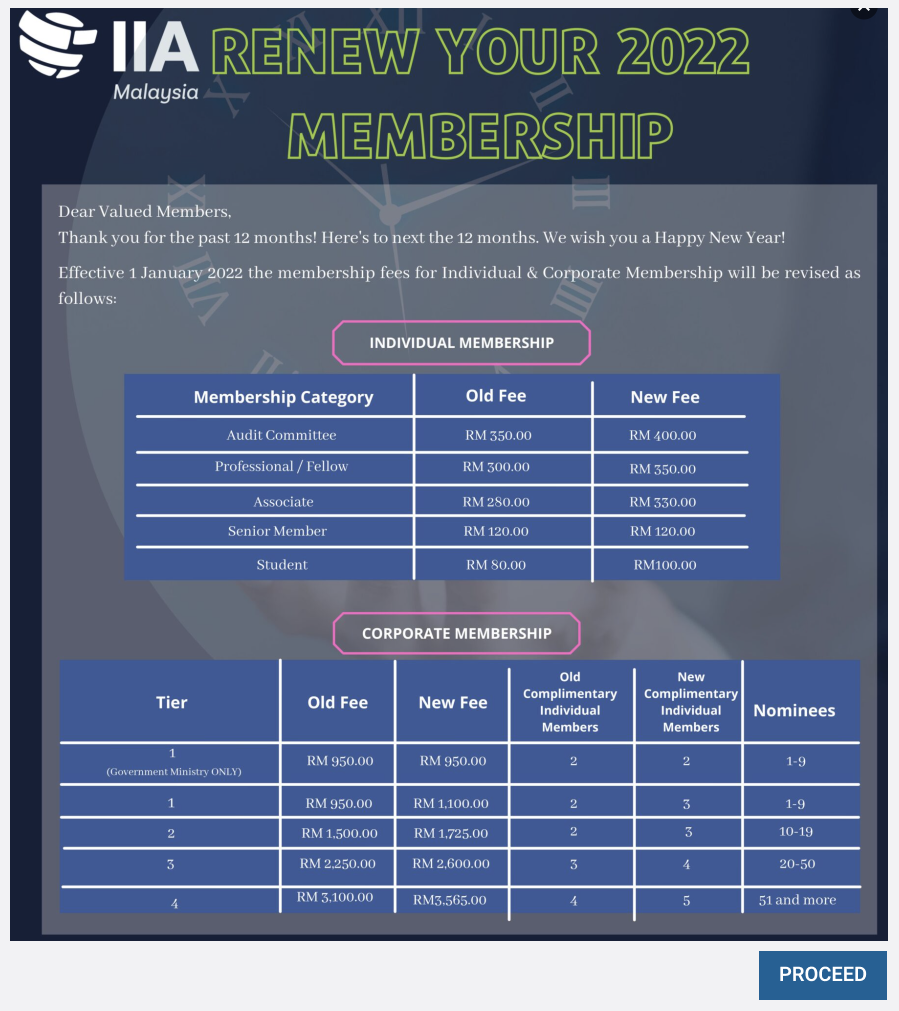 IIA
Malaysia
RENEW YOUR 2022
MEMBERSHIP
Dear Valued Members,
Thank you for the past 12 months! Here's to next the 12 months. We wish you a Happy New Year!
Effective 1 January 2022 the membership fees for Individual & Corporate Membership will be revised as
follows:
INDIVIDUAL MEMBERSHIP
Membership Category Old Fee New Fee
Audit Committee RM 350.00 RM 400.00
Professional / Fellow RM 300.00 RM 350.00
Associate RM 280.00 RM 330.00
Senior Member RM 120.00 RM 120.00
Student RM 80.00 RM100.00
CORPORATE MEMBERSHIP
Tier Old Fee New Fee Old Complimentary Individual Members New Complimentary Individual Members Nominees
1 (Government Ministry ONLY) RM 950.00 RM 950.00 2 2 1-9
1 RM 950.00 RM 1,100.00 2 3 1-9
2 RM 1,500.00 RM 1,725.00 2 3 10-19
3 RM 2,250.00 RM 2,600.00 3 4 20-50
4 RM 3,100.00 RM3,565.00 4 5 51 and more
PROCEED